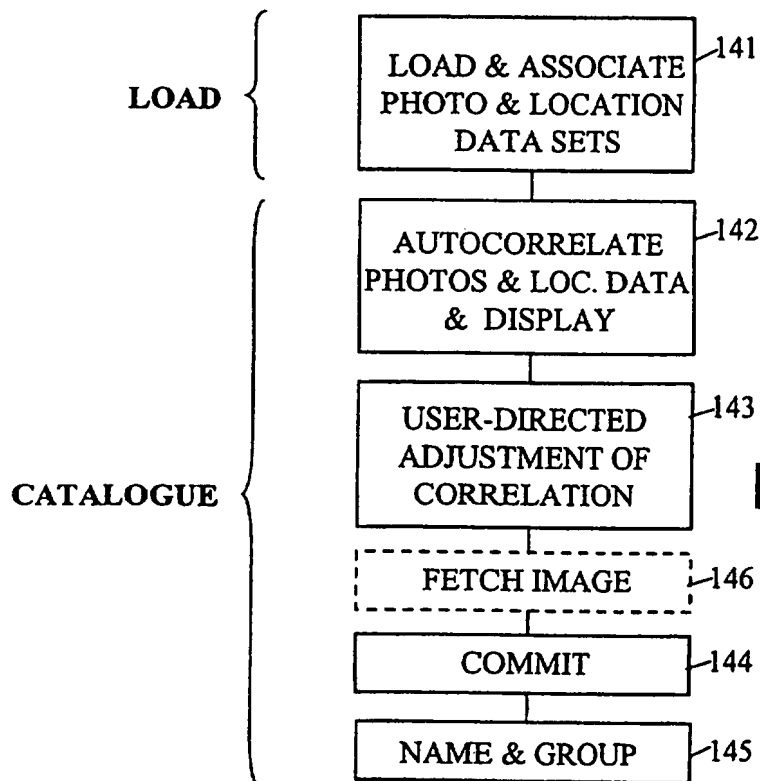 LOAD
LOAD & ASSOCIATE
PHOTO & LOCATION
DATA SETS
141
CATALOGUE
AUTOCORRELATE
PHOTOS & LOC. DATA
& DISPLAY
142
USER-DIRECTED
ADJUSTMENT OF
CORRELATION
143
FETCH IMAGE
146
COMMIT
144
NAME & GROUP
145